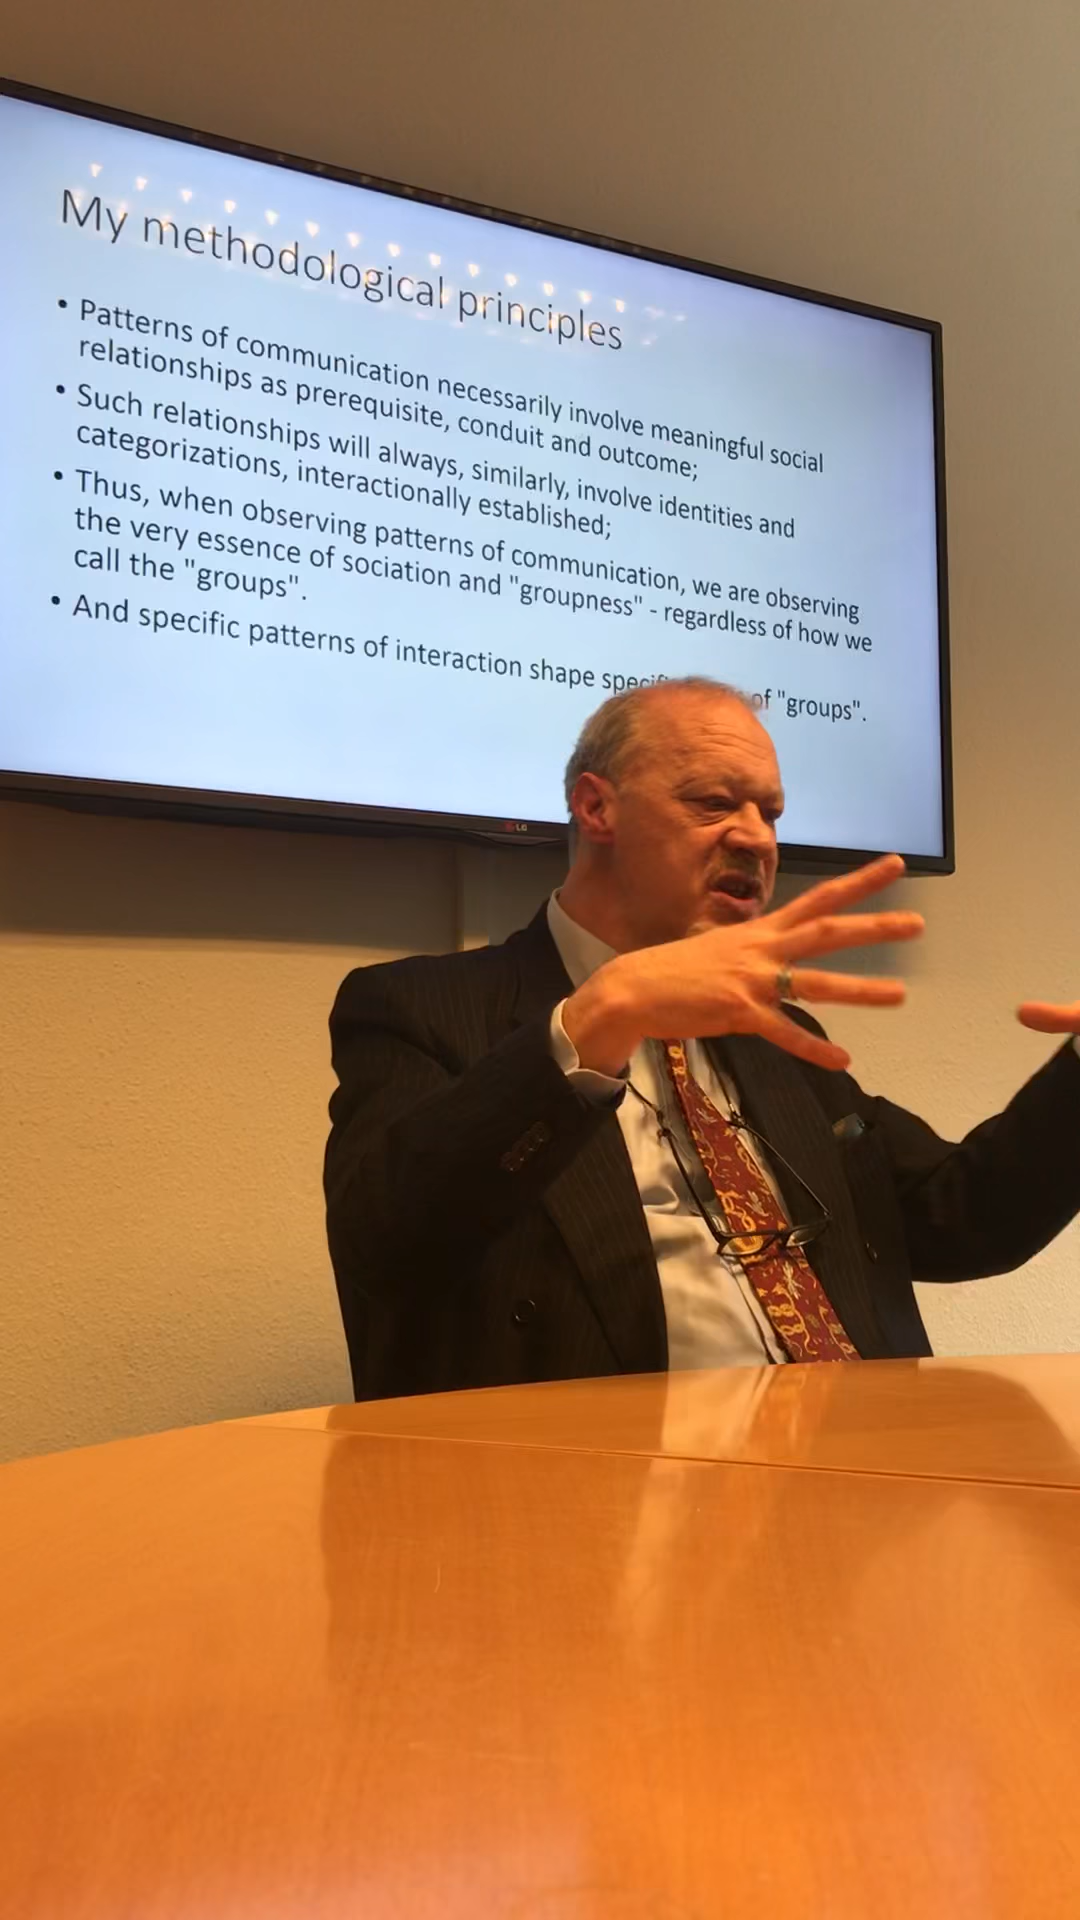 My methodological principles
• Patterns of communication necessarily involve meaningful social
relationships as prerequisite, conduit and outcome;
• Such relationships will always, similarly, involve identities and
categorizations, interactionally established;
• Thus, when observing patterns of communication, we are observing
the very essence of sociation and "groupness" - regardless of how we
call the "groups".
• And specific patterns of interaction shape of "groups".
LG